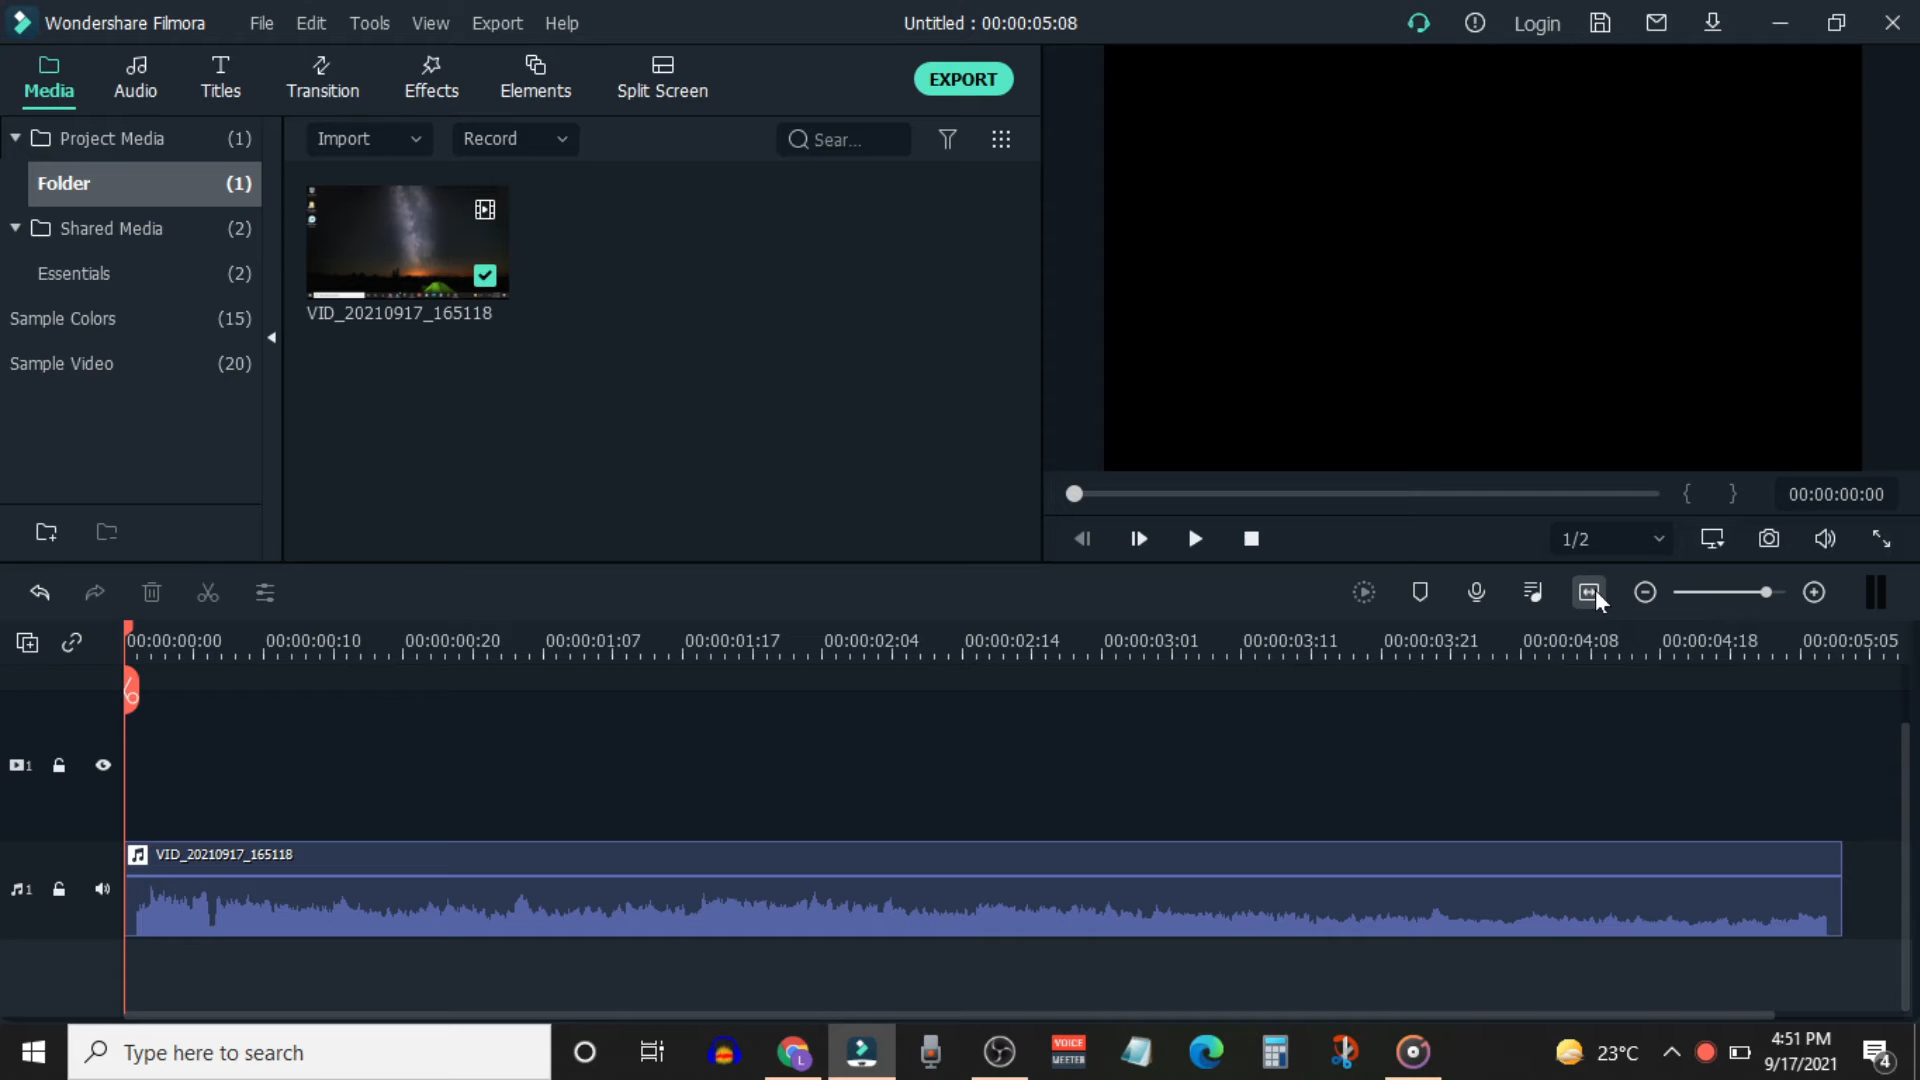 Wondershare Filmora File Edit Tools View Export Help Untitled : 00:00:05:08 Login
Media Audio Titles Transition Effects Elements Split Screen EXPORT
Project Media (1) Import Record Sear...
Folder (1)
Shared Media (2)
Essentials (2)
VID_20210917_165118
Sample Colors (15)
Sample Video (20)
{ } 00:00:00:00
1/2
00:00:00:00 00:00:00:10 00:00:00:20 00:00:01:07 00:00:01:17 00:00:02:04 00:00:02:14 00:00:03:01 00:00:03:11 00:00:03:21 00:00:04:08 00:00:04:18 00:00:05:05
1
VID_20210917_165118
1
Type here to search L VOICE MEETER 23°C 4:51 PM
9/17/2021 4